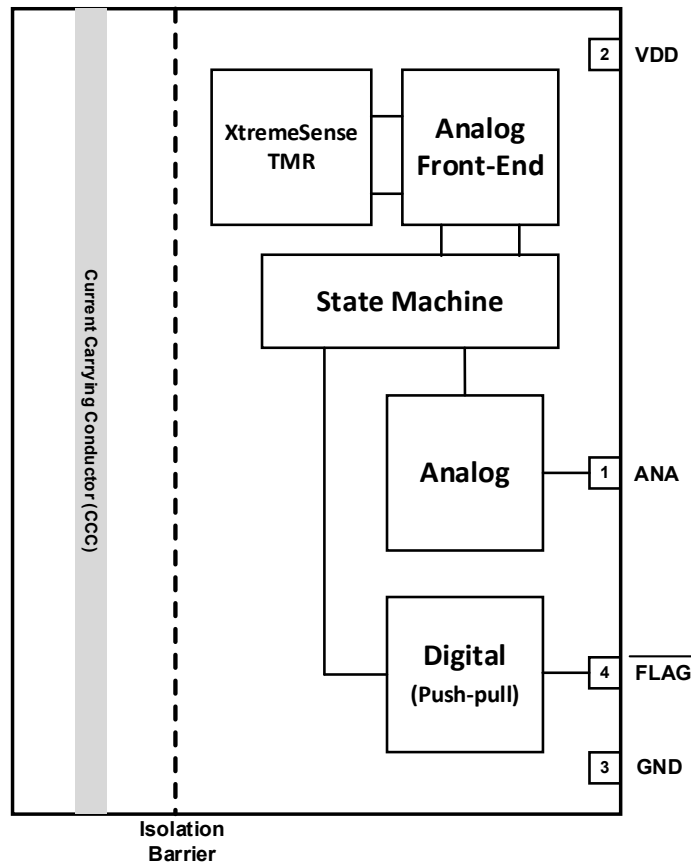 2 VDD
XtremeSense
TMR
Analog
Front-End
State Machine
Current Carrying Conductor (CCC)
Analog
1 ANA
Digital
(Push-pull)
4 FLAG
3 GND
Isolation
Barrier